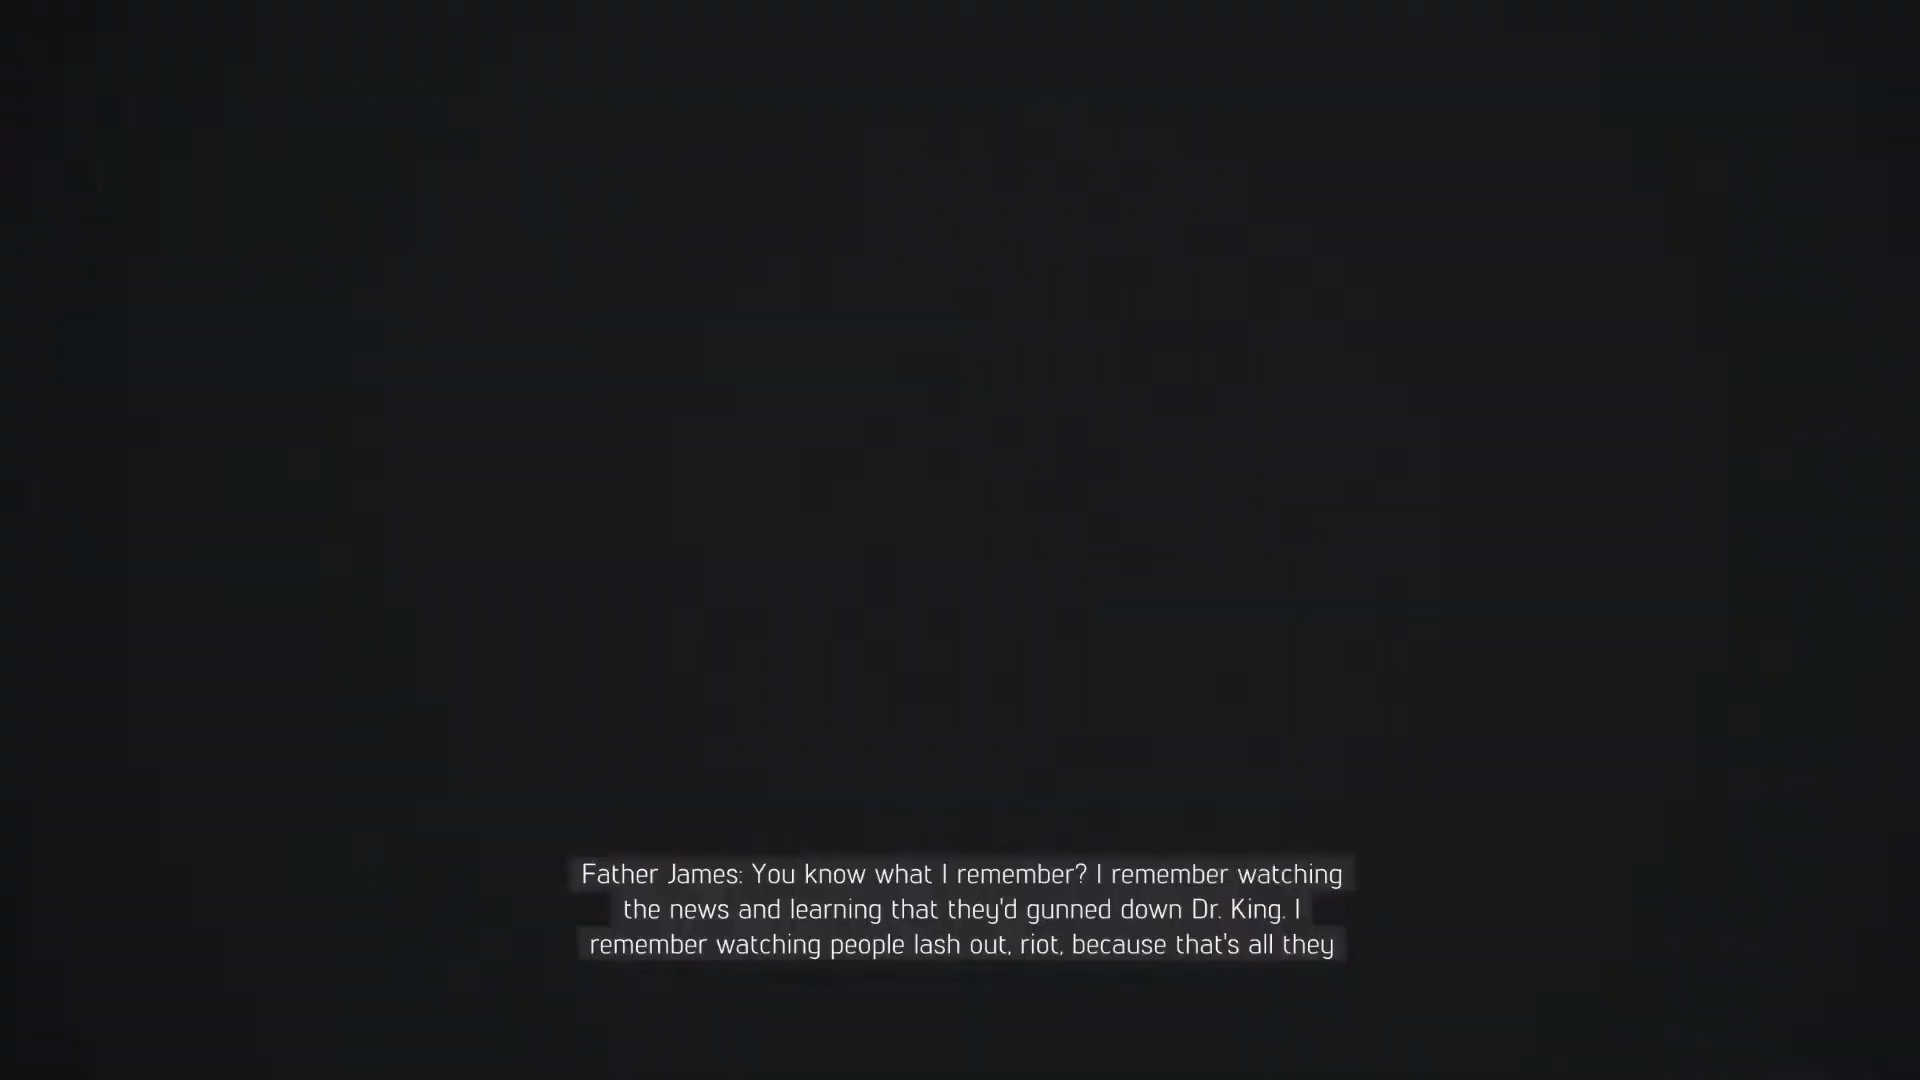 Father James: You know what I remember? I remember watching
the news and learning that they'd gunned down Dr. King. I
remember watching people lash out, riot, because that's all they